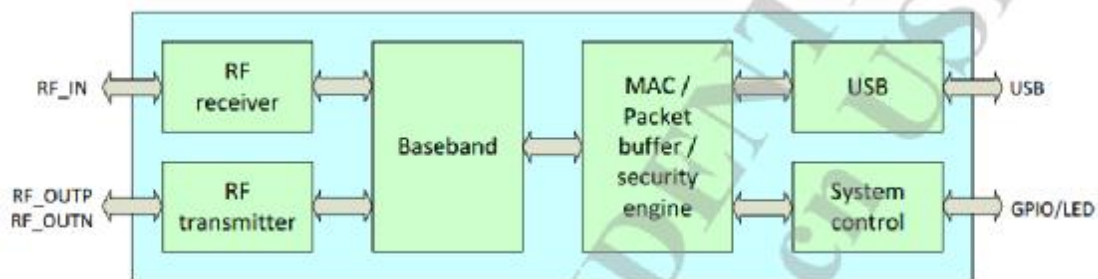 RF_IN
RF
receiver
RF_OUTP
RF_OUTN
RF
transmitter
Baseband
MAC /
Packet
buffer /
security
engine
USB
USB
System
control
GPIO/LED